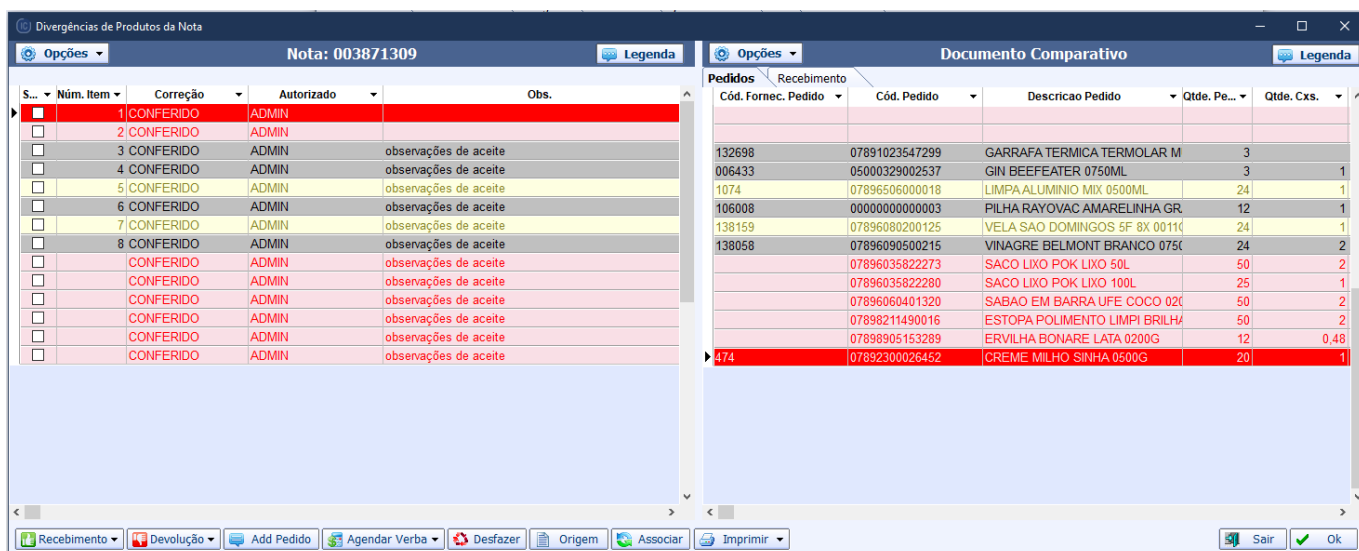 Divergências de Produtos da Nota
Opções Nota: 003871309 Legenda
S... Núm. Item Correção Autorizado Obs.
1 CONFERIDO ADMIN
2 CONFERIDO ADMIN
3 CONFERIDO ADMIN observações de aceite
4 CONFERIDO ADMIN observações de aceite
5 CONFERIDO ADMIN observações de aceite
6 CONFERIDO ADMIN observações de aceite
7 CONFERIDO ADMIN observações de aceite
8 CONFERIDO ADMIN observações de aceite
CONFERIDO ADMIN observações de aceite
CONFERIDO ADMIN observações de aceite
CONFERIDO ADMIN observações de aceite
CONFERIDO ADMIN observações de aceite
CONFERIDO ADMIN observações de aceite
CONFERIDO ADMIN observações de aceite
Opções Documento Comparativo Legenda
Pedidos Recebimento
Cód. Fornec. Pedido Cód. Pedido Descricao Pedido Qtde. Pe... Qtde. Cxs.
132698 07891023547299 GARRAFA TERMICA TERMOLAR M 3
006433 05000329002537 GIN BEEFEATER 0750ML 3 1
1074 07896506000018 LIMPA ALUMINIO MIX 0500ML 24 1
106008 00000000000003 PILHA RAYOVAC AMARELINHA GR. 12 1
138159 07896080200125 VELA SAO DOMINGOS 5F 8X 0011( 24 1
138058 07896090500215 VINAGRE BELMONT BRANCO 075( 24 2
07896035822273 SACO LIXO POK LIXO 50L 50 2
07896035822280 SACO LIXO POK LIXO 100L 25 1
07896060401320 SABAO EM BARRA UFE COCO 020 50 2
07898211490016 ESTOPA POLIMENTO LIMPI BRILHA 50 2
07898905153289 ERVILHA BONARE LATA 0200G 12 0,48
474 07892300026452 CREME MILHO SINHA 0500G 20 1
Recebimento Devolução Add Pedido Agendar Verba Desfazer Origem Associar Imprimir Sair Ok